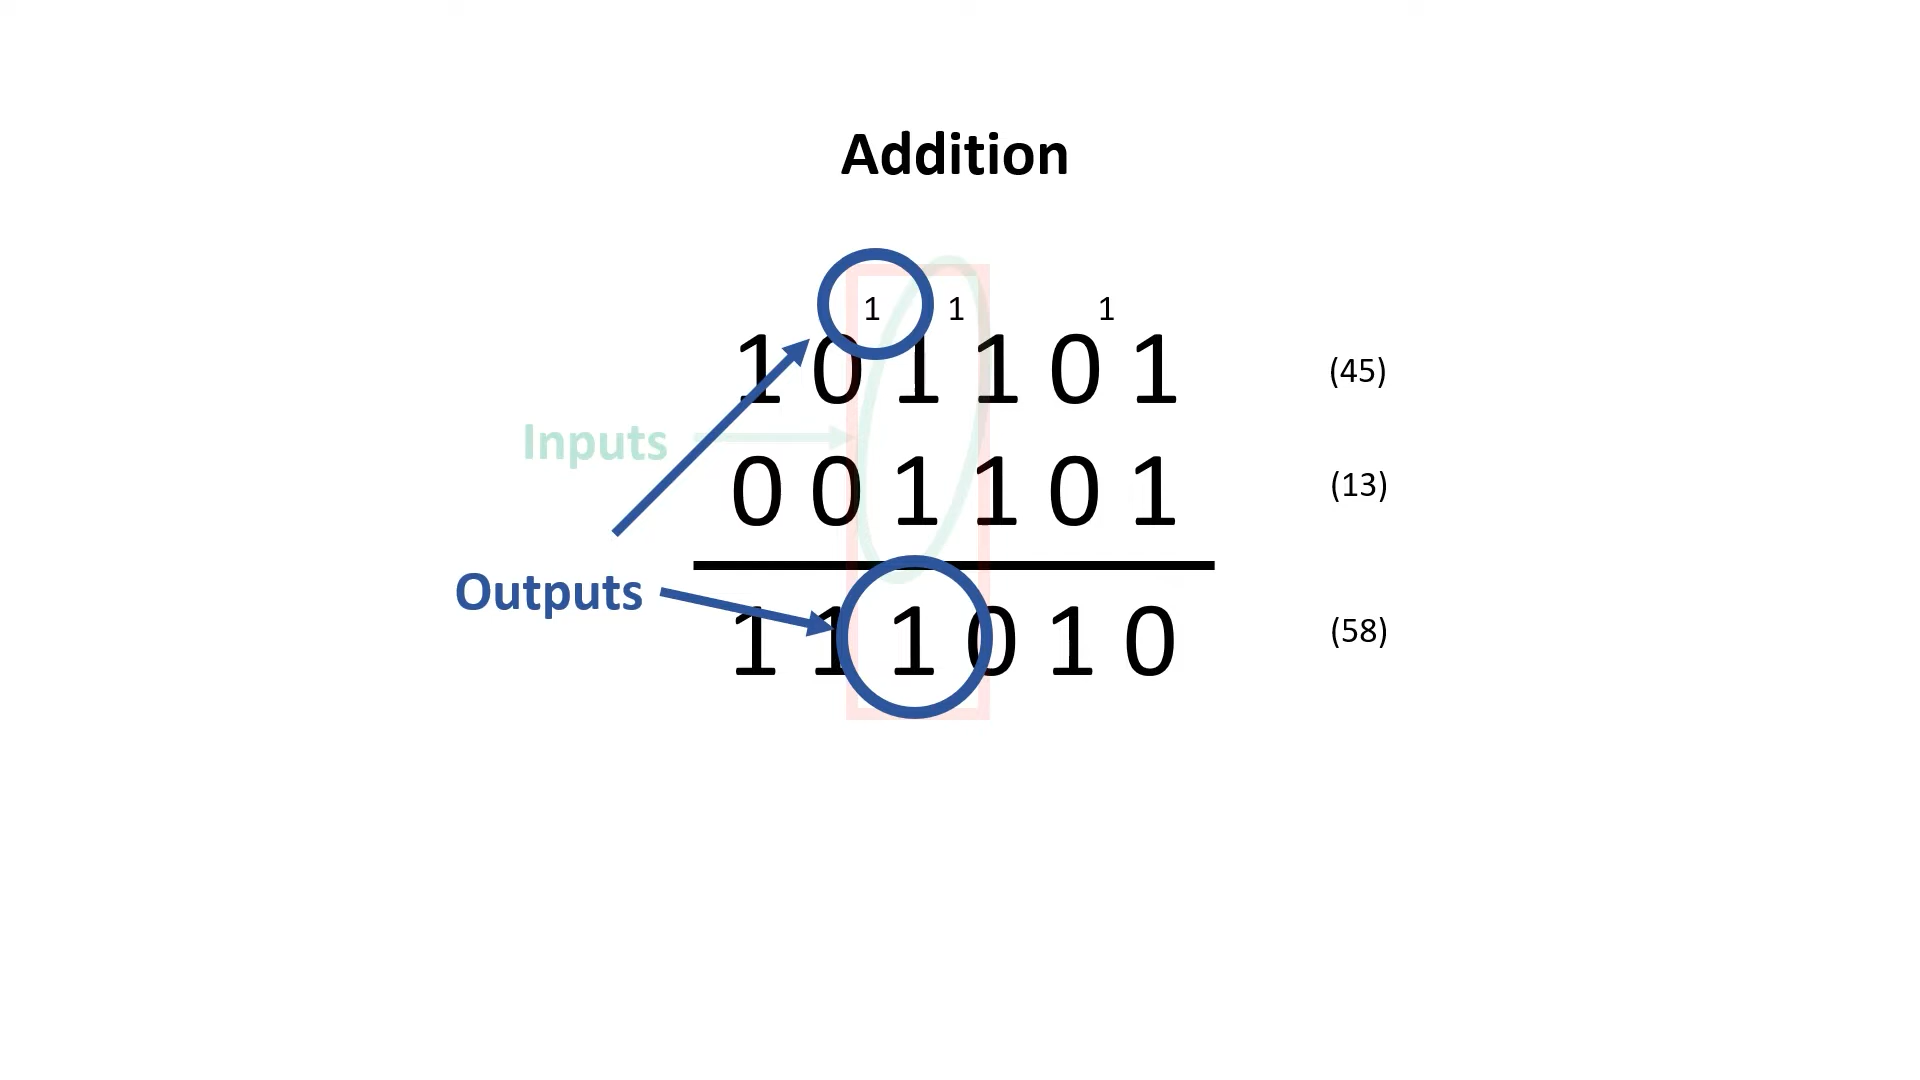 Addition
1 1 1
1 0 1 1 0 1 (45)
Inputs
0 0 1 1 0 1 (13)
Outputs
1 1 1 0 1 0 (58)